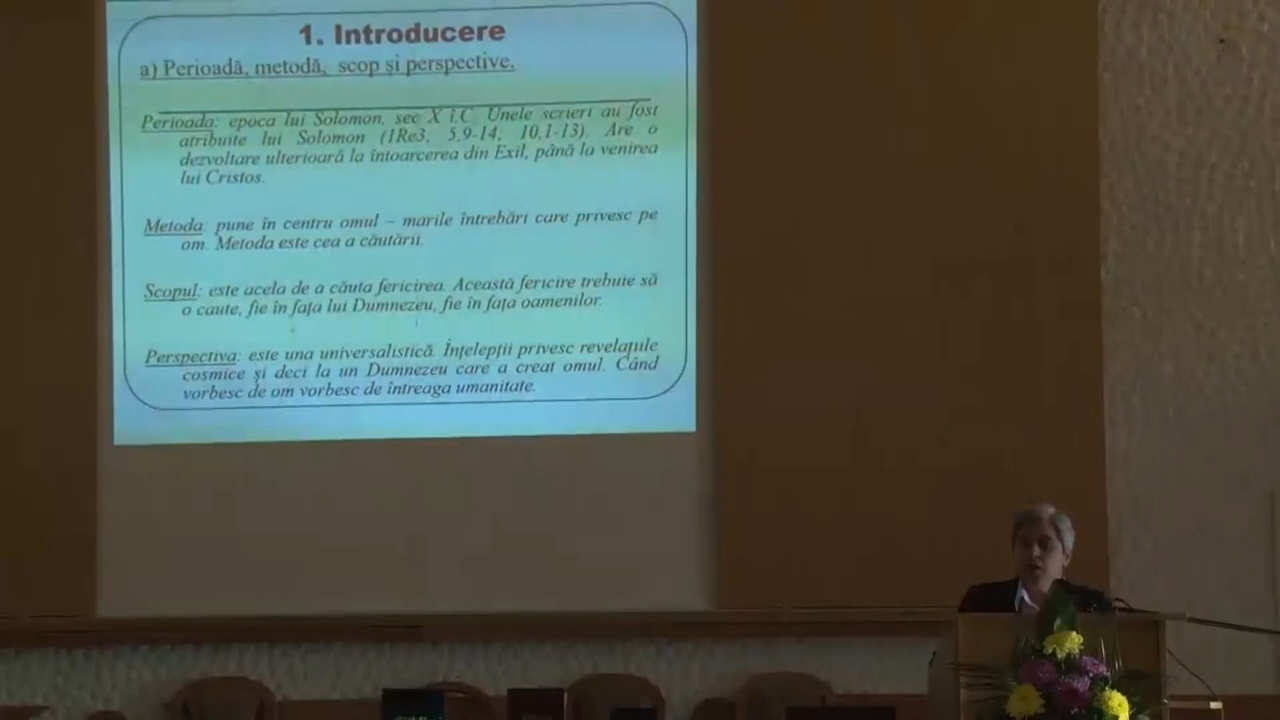 1. Introducere
a) Perioadă, metodă, scop și perspective.
Perioada: epoca lui Solomon, sec X î.C. Unele scrieri au fost
atribuite lui Solomon (1Re3; 5,9-14; 10,1-13). Are o
dezvoltare ulterioară la întoarcerea din Exil, până la venirea
lui Cristos.
Metoda: pune în centru omul – marile întrebări care privesc pe
om. Metoda este cea a căutării.
Scopul: este acela de a căuta fericirea. Această fericire trebuie să
o caute, fie în fața lui Dumnezeu, fie în fața oamenilor.
Perspectiva: este una universalistică. Înțelepții privesc revelațiile
cosmice și deci la un Dumnezeu care a creat omul. Când
vorbesc de om vorbesc de întreaga umanitate.